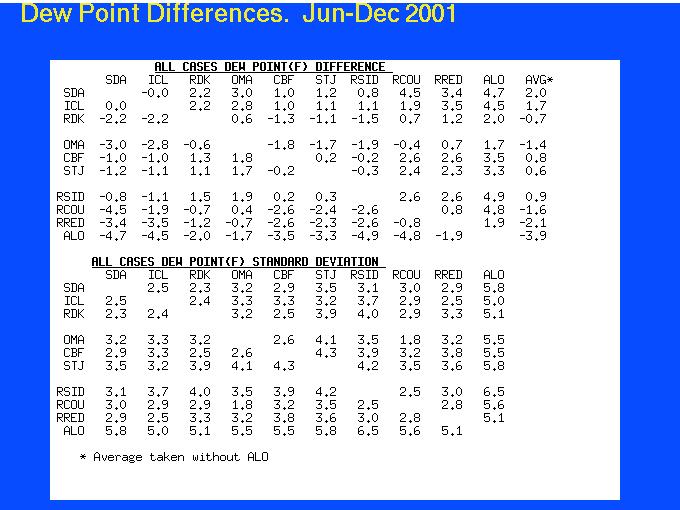 Dew Point Differences. Jun-Dec 2001
ALL CASES DEW POINT(F) DIFFERENCE
SDA ICL RDK OMA CBF STJ RSID RCOU RRED ALO AVG*
SDA -0.0 2.2 3.0 1.0 1.2 0.8 4.5 3.4 4.7 2.0
ICL 0.0 2.2 2.8 1.0 1.1 1.1 1.9 3.5 4.5 1.7
RDK -2.2 -2.2 0.6 -1.3 -1.1 -1.5 0.7 1.2 2.0 -0.7
OMA -3.0 -2.8 -0.6 -1.8 -1.7 -1.9 -0.4 0.7 1.7 -1.4
CBF -1.0 -1.0 1.3 1.8 0.2 -0.2 2.6 2.6 3.5 0.8
STJ -1.2 -1.1 1.1 1.7 -0.2 -0.3 2.4 2.3 3.3 0.6
RSID -0.8 -1.1 1.5 1.9 0.2 0.3 2.6 2.6 4.9 0.9
RCOU -4.5 -1.9 -0.7 0.4 -2.6 -2.4 -2.6 0.8 4.8 -1.6
RRED -3.4 -3.5 -1.2 -0.7 -2.6 -2.3 -2.6 -0.8 1.9 -2.1
ALO -4.7 -4.5 -2.0 -1.7 -3.5 -3.3 -4.9 -4.8 -1.9 -3.9
ALL CASES DEW POINT(F) STANDARD DEVIATION
SDA ICL RDK OMA CBF STJ RSID RCOU RRED ALO
SDA 2.5 2.3 3.2 2.9 3.5 3.1 3.0 2.9 5.8
ICL 2.5 2.4 3.3 3.3 3.2 3.7 2.9 2.5 5.0
RDK 2.3 2.4 3.2 2.5 3.9 4.0 2.9 3.3 5.1
OMA 3.2 3.3 3.2 2.6 4.1 3.5 1.8 3.2 5.5
CBF 2.9 3.3 2.5 2.6 4.3 3.9 3.2 3.8 5.5
STJ 3.5 3.2 3.9 4.1 4.3 4.2 3.5 3.6 5.8
RSID 3.1 3.7 4.0 3.5 3.9 4.2 2.5 3.0 6.5
RCOU 3.0 2.9 2.9 1.8 3.2 3.5 2.5 2.8 5.6
RRED 2.9 2.5 3.3 3.2 3.8 3.6 3.0 2.8 5.1
ALO 5.8 5.0 5.1 5.5 5.5 5.8 6.5 5.6 5.1
* Average taken without ALO